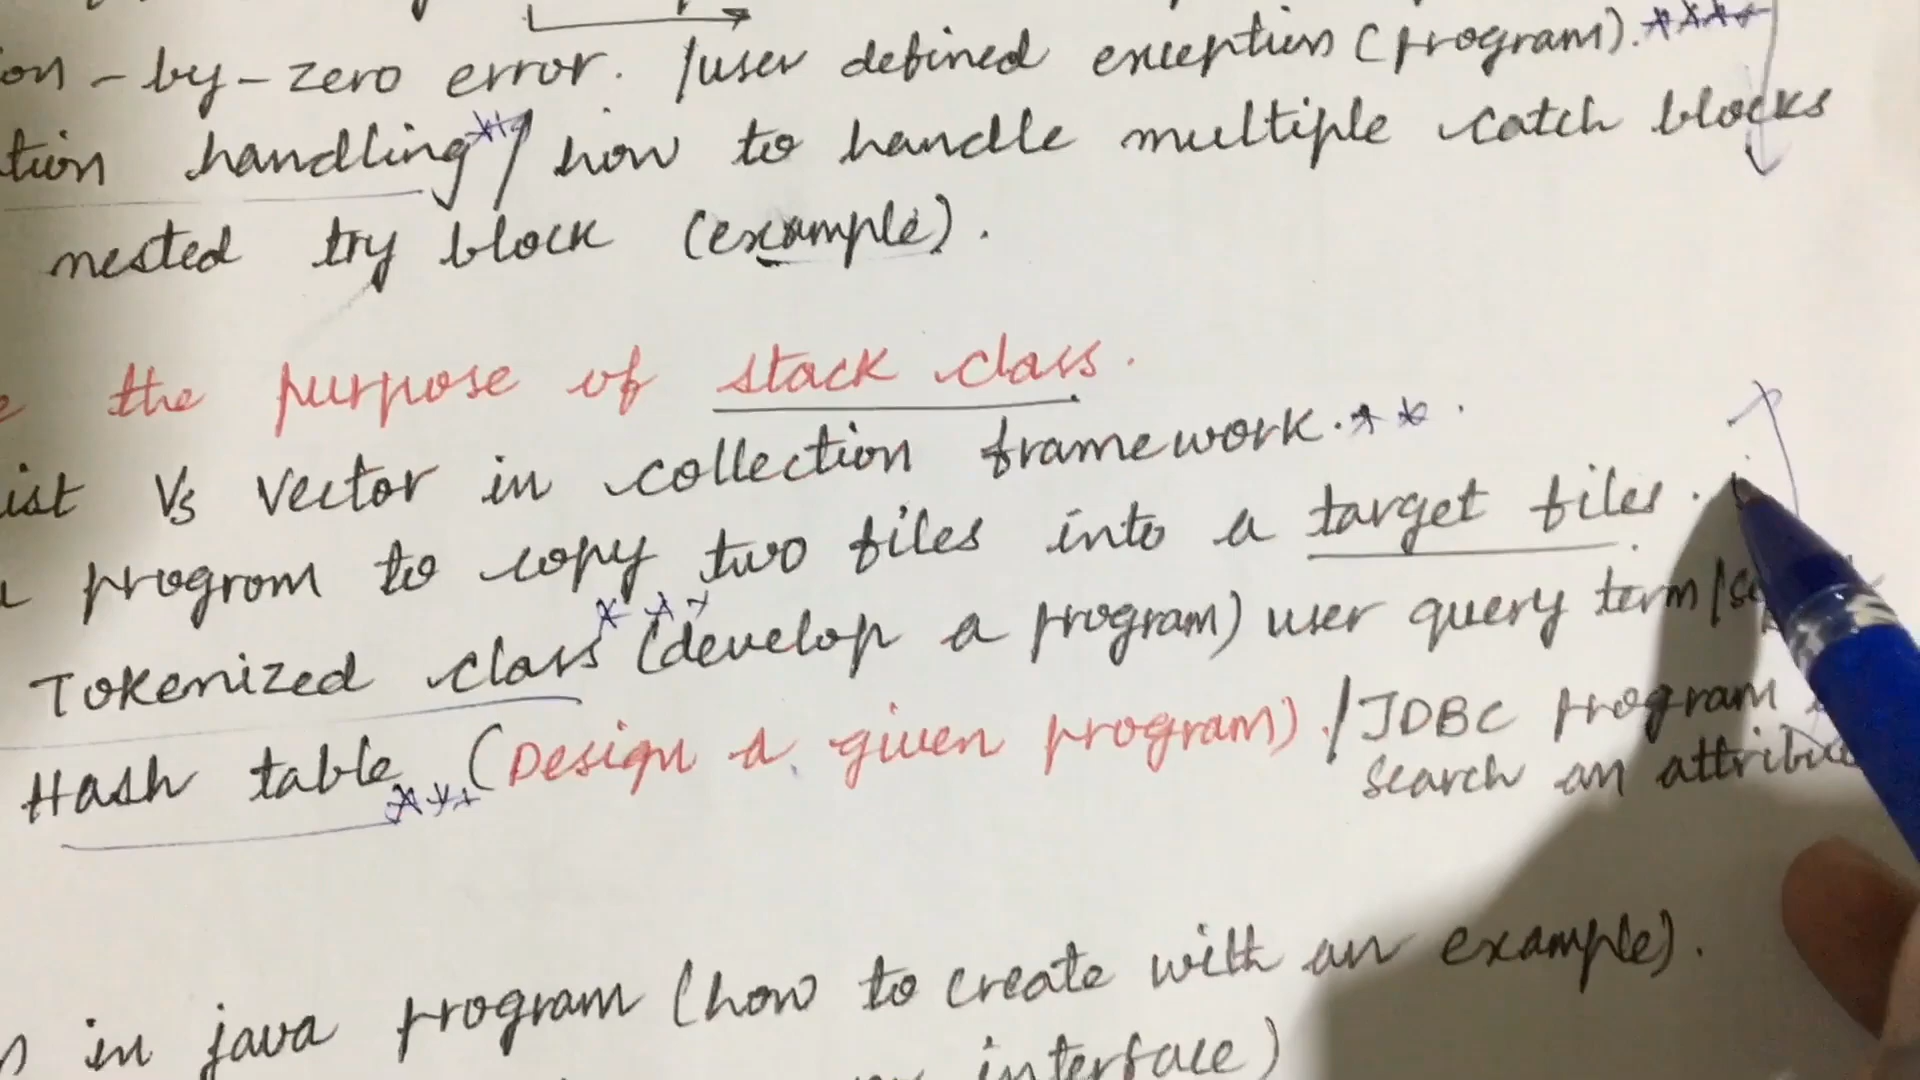 on - by - zero error. / user defined exception (program). ****
tion handling ** / how to handle multiple catch blocks
nested try block (example).
e the purpose of stack class.
ist Vs Vector in collection framework. **.
program to copy two files into a target files.
Tokenized class *** (develop a program) user query term /
Hash table *** (Design a given program). / JDBC program
search an attribu
in java program (how to create with an example).
interface)